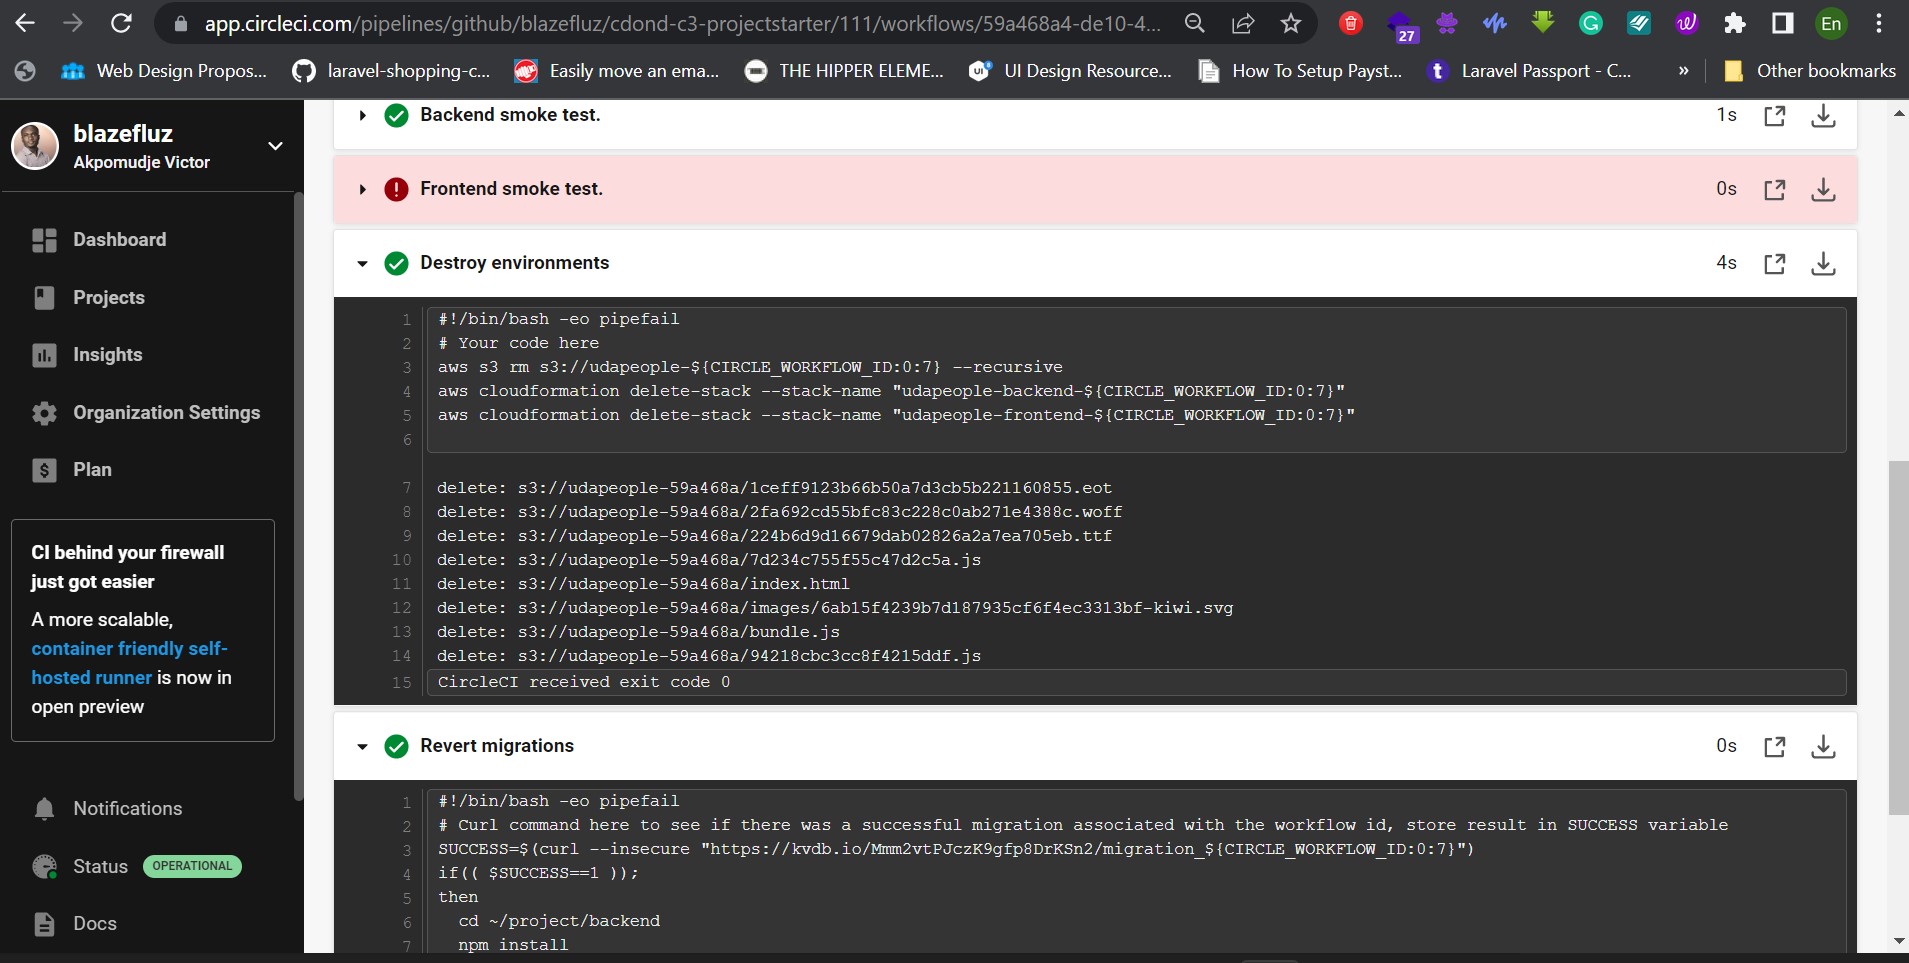 app.circleci.com/pipelines/github/blazefluz/cdond-c3-projectstarter/111/workflows/59a468a4-de10-4...
27
En
Web Design Propos...
laravel-shopping-c...
Easily move an ema...
THE HIPPER ELEME...
UI Design Resource...
How To Setup Payst...
Laravel Passport - C...
»
Other bookmarks
blazefluz
Akpomudje Victor
Dashboard
Projects
Insights
Organization Settings
Plan
CI behind your firewall
just got easier
A more scalable,
container friendly self-
hosted runner is now in
open preview
Notifications
Status OPERATIONAL
Docs
Backend smoke test. 1s
Frontend smoke test. 0s
Destroy environments 4s
1 #!/bin/bash -eo pipefail
2 # Your code here
3 aws s3 rm s3://udapeople-${CIRCLE_WORKFLOW_ID:0:7} --recursive
4 aws cloudformation delete-stack --stack-name "udapeople-backend-${CIRCLE_WORKFLOW_ID:0:7}"
5 aws cloudformation delete-stack --stack-name "udapeople-frontend-${CIRCLE_WORKFLOW_ID:0:7}"
6
7 delete: s3://udapeople-59a468a/1ceff9123b66b50a7d3cb5b221160855.eot
8 delete: s3://udapeople-59a468a/2fa692cd55bfc83c228c0ab271e4388c.woff
9 delete: s3://udapeople-59a468a/224b6d9d16679dab02826a2a7ea705eb.ttf
10 delete: s3://udapeople-59a468a/7d234c755f55c47d2c5a.js
11 delete: s3://udapeople-59a468a/index.html
12 delete: s3://udapeople-59a468a/images/6ab15f4239b7d187935cf6f4ec3313bf-kiwi.svg
13 delete: s3://udapeople-59a468a/bundle.js
14 delete: s3://udapeople-59a468a/94218cbc3cc8f4215ddf.js
15 CircleCI received exit code 0
Revert migrations 0s
1 #!/bin/bash -eo pipefail
2 # Curl command here to see if there was a successful migration associated with the workflow id, store result in SUCCESS variable
3 SUCCESS=$(curl --insecure "https://kvdb.io/Mmm2vtPJczK9gfp8DrKSn2/migration_${CIRCLE_WORKFLOW_ID:0:7}")
4 if(( $SUCCESS==1 ));
5 then
6 cd ~/project/backend
7 npm install